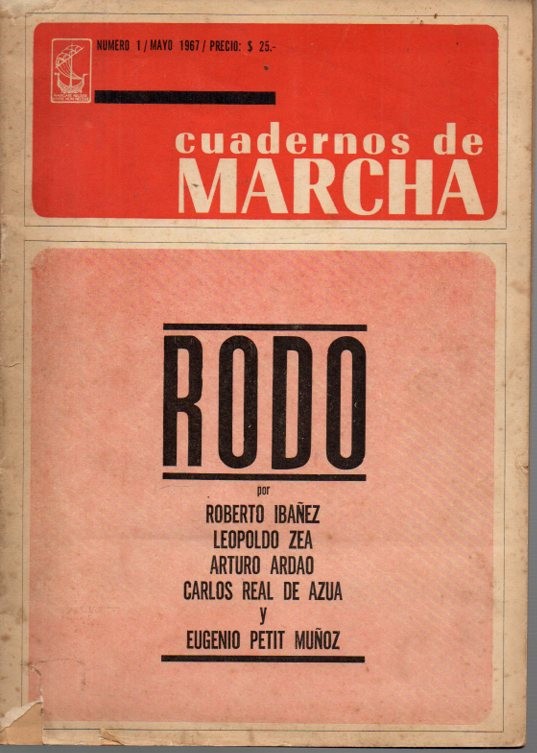 NUMERO 1 / MAYO 1967 / PRECIO: $ 25.-
cuadernos de
MARCHA
RODO
por
ROBERTO IBAÑEZ
LEOPOLDO ZEA
ARTURO ARDAO
CARLOS REAL DE AZUA
y
EUGENIO PETIT MUÑOZ